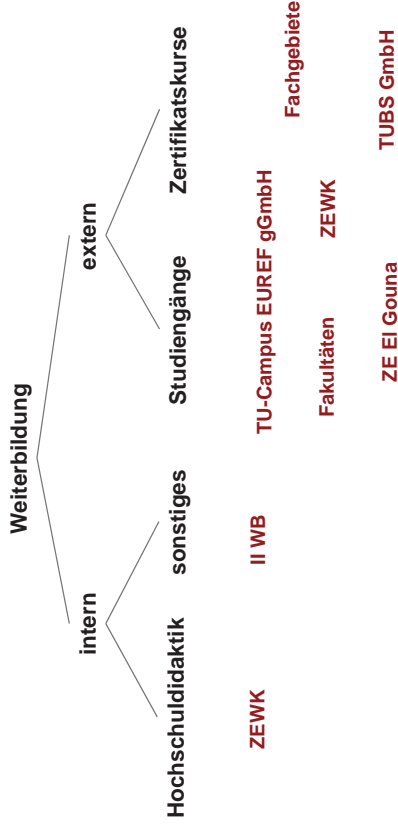 Weiterbildung
intern
extern
Hochschuldidaktik
sonstiges
Studiengänge
Zertifikatskurse
ZEWK
II WB
TU-Campus EUREF gGmbH
Fachgebiete
Fakultäten
ZEWK
ZE El Gouna
TUBS GmbH